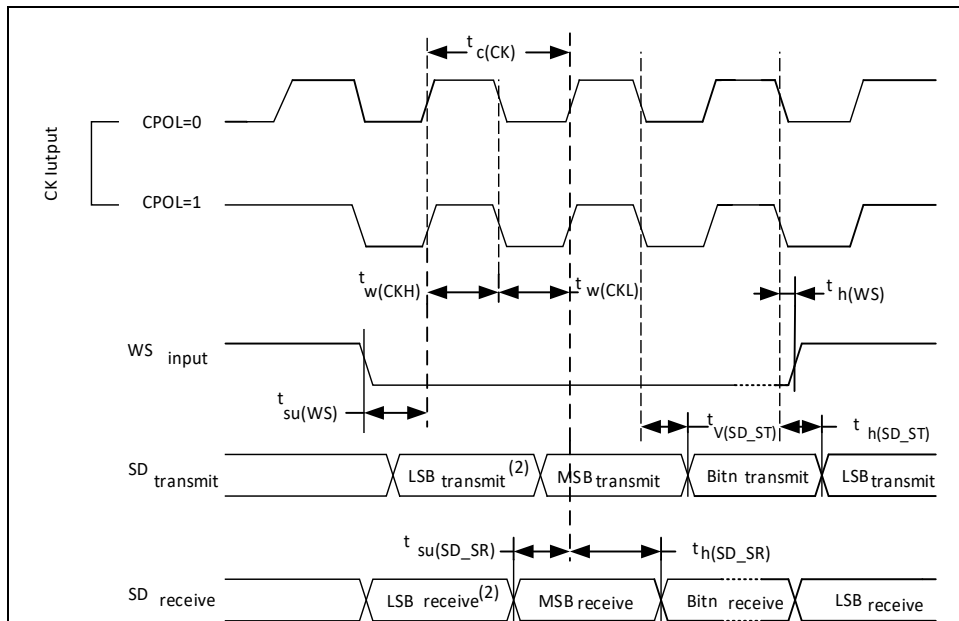 t c(CK)
CK Iutput
CPOL=0
CPOL=1
t w(CKH)
t w(CKL)
t h(WS)
WS input
t su(WS)
t V(SD_ST)
t h(SD_ST)
SD transmit
LSB transmit (2)
MSB transmit
Bitn transmit
LSB transmit
t su(SD_SR)
t h(SD_SR)
SD receive
LSB receive (2)
MSB receive
Bitn receive
LSB receive